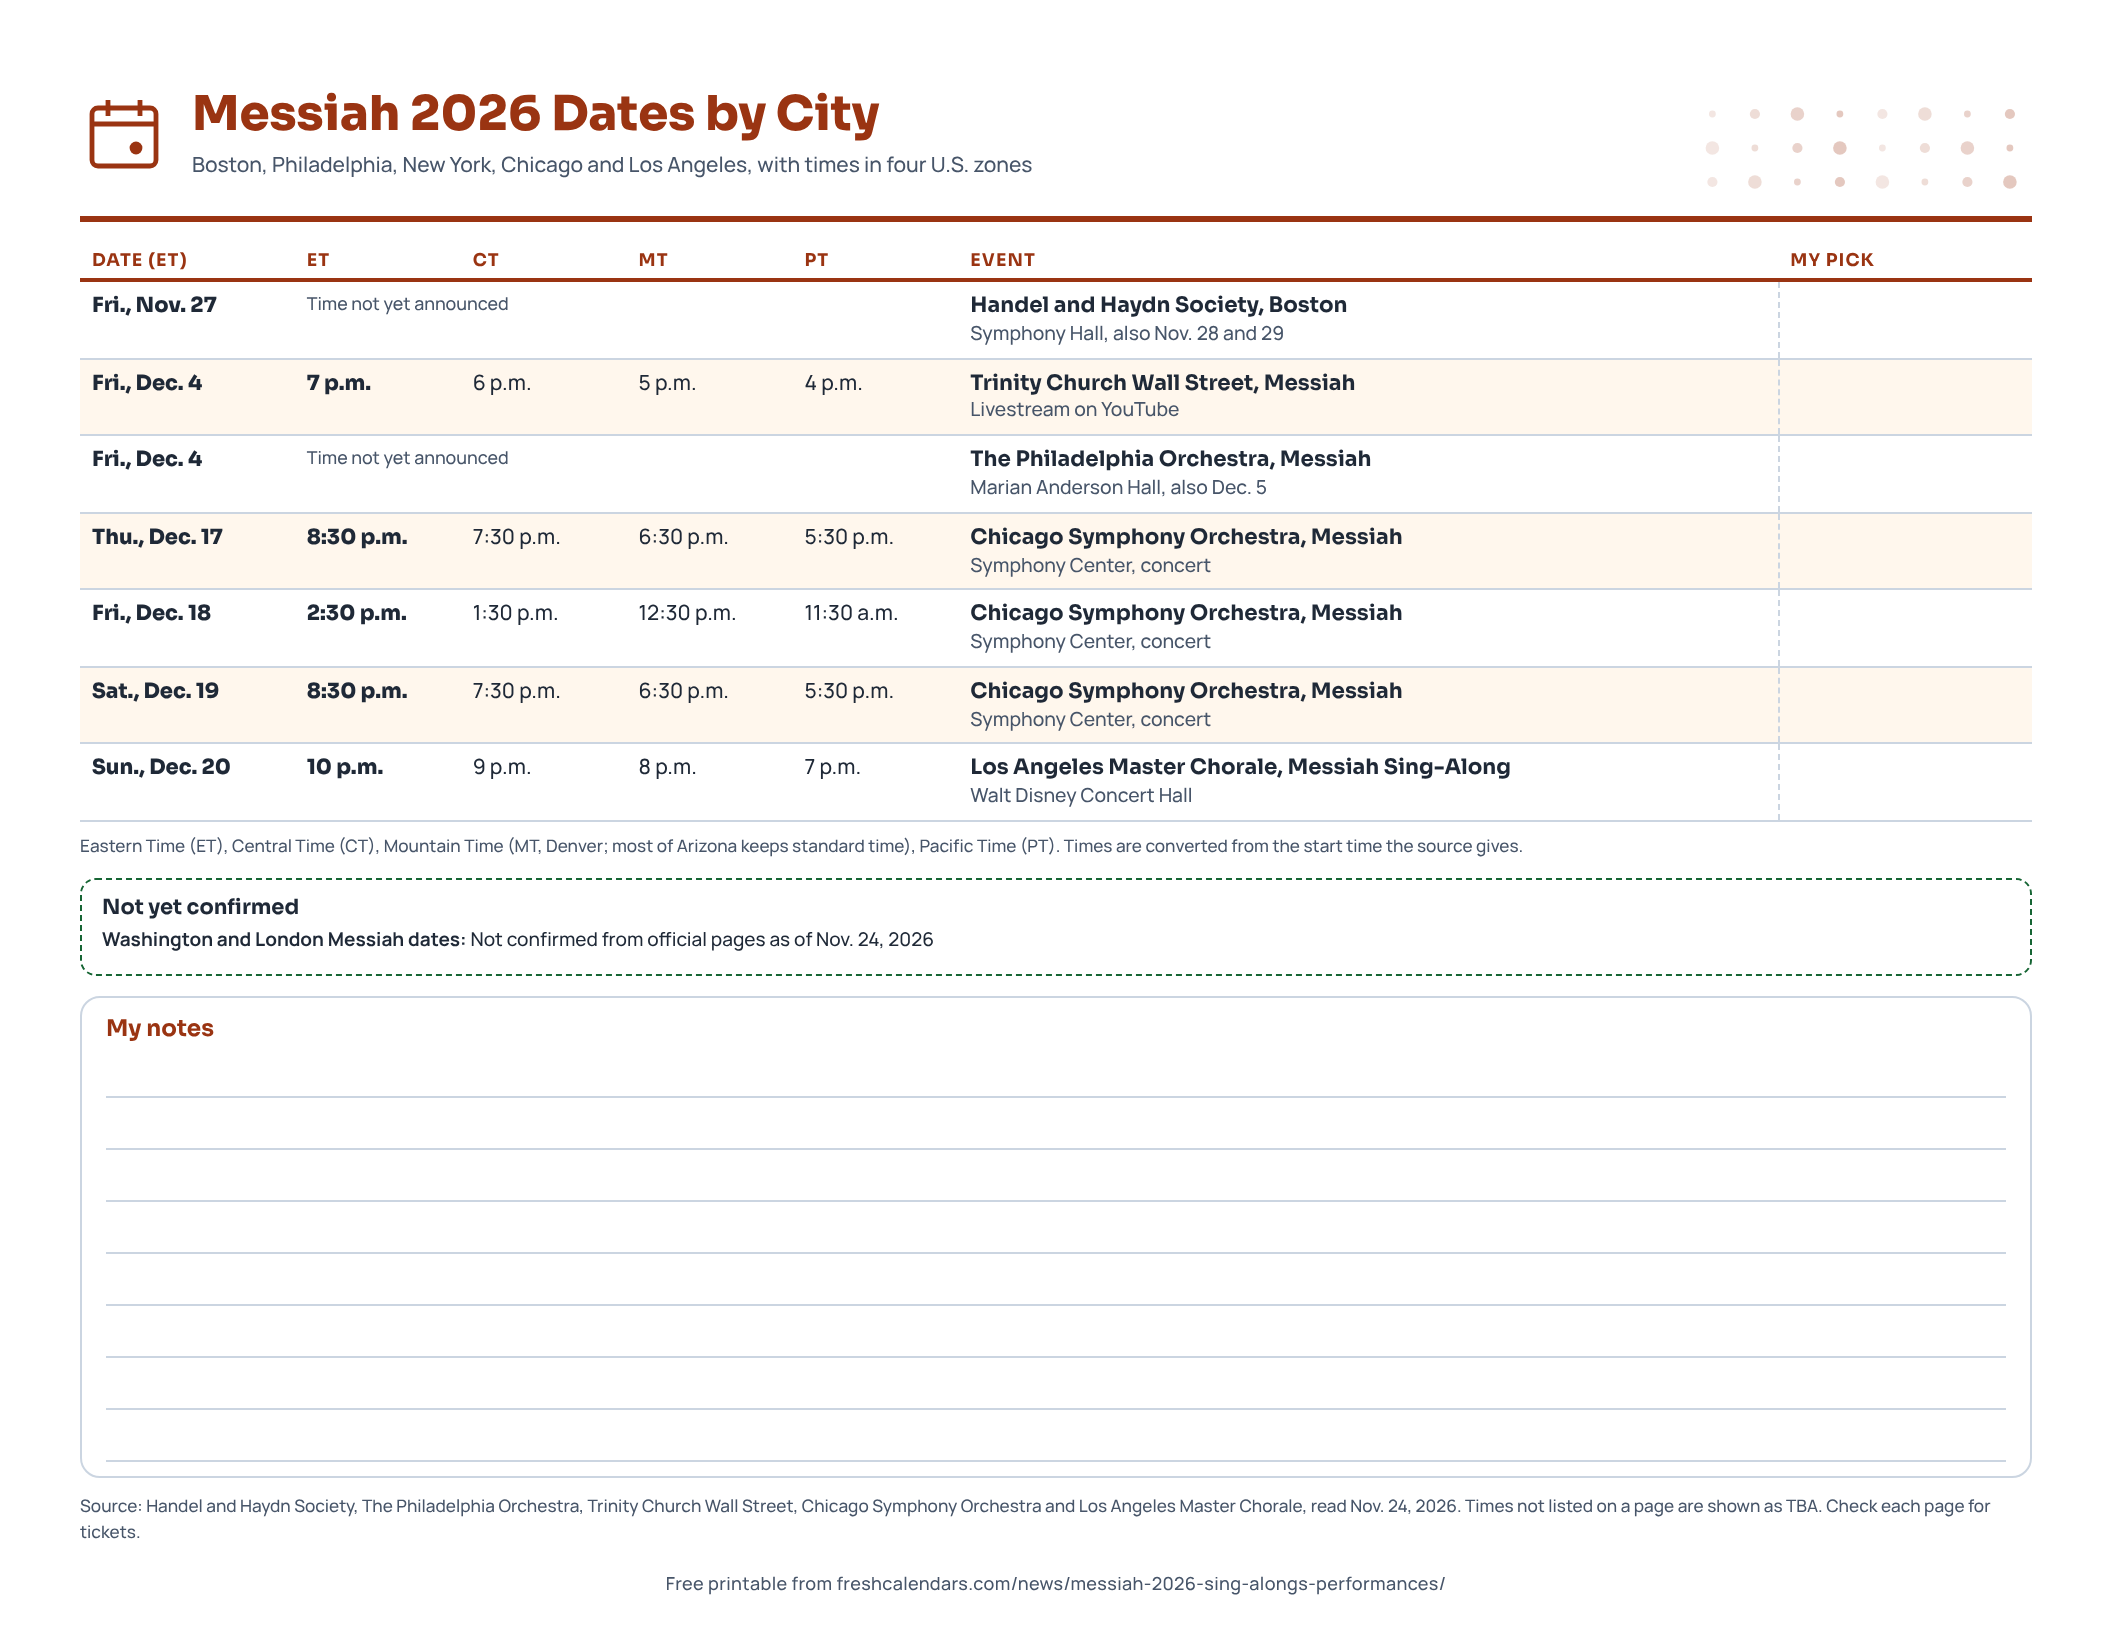 Messiah 2026 Dates by City
Boston, Philadelphia, New York, Chicago and Los Angeles, with times in four U.S. zones
DATE (ET) ET CT MT PT EVENT MY PICK
Fri., Nov. 27 Time not yet announced Handel and Haydn Society, Boston
Symphony Hall, also Nov. 28 and 29
Fri., Dec. 4 7 p.m. 6 p.m. 5 p.m. 4 p.m. Trinity Church Wall Street, Messiah
Livestream on YouTube
Fri., Dec. 4 Time not yet announced The Philadelphia Orchestra, Messiah
Marian Anderson Hall, also Dec. 5
Thu., Dec. 17 8:30 p.m. 7:30 p.m. 6:30 p.m. 5:30 p.m. Chicago Symphony Orchestra, Messiah
Symphony Center, concert
Fri., Dec. 18 2:30 p.m. 1:30 p.m. 12:30 p.m. 11:30 a.m. Chicago Symphony Orchestra, Messiah
Symphony Center, concert
Sat., Dec. 19 8:30 p.m. 7:30 p.m. 6:30 p.m. 5:30 p.m. Chicago Symphony Orchestra, Messiah
Symphony Center, concert
Sun., Dec. 20 10 p.m. 9 p.m. 8 p.m. 7 p.m. Los Angeles Master Chorale, Messiah Sing-Along
Walt Disney Concert Hall
Eastern Time (ET), Central Time (CT), Mountain Time (MT, Denver; most of Arizona keeps standard time), Pacific Time (PT). Times are converted from the start time the source gives.
Not yet confirmed
Washington and London Messiah dates: Not confirmed from official pages as of Nov. 24, 2026
My notes
Source: Handel and Haydn Society, The Philadelphia Orchestra, Trinity Church Wall Street, Chicago Symphony Orchestra and Los Angeles Master Chorale, read Nov. 24, 2026. Times not listed on a page are shown as TBA. Check each page for
tickets.
Free printable from freshcalendars.com/news/messiah-2026-sing-alongs-performances/